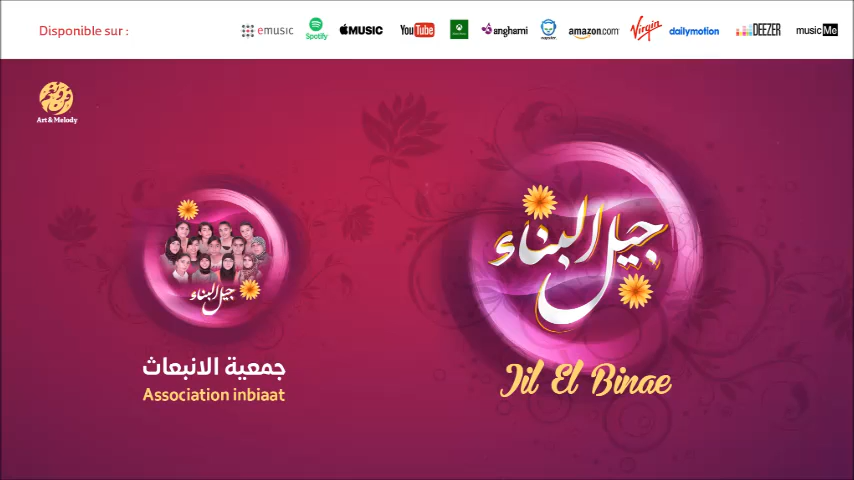 Disponible sur :
emusic Spotify MUSIC YouTube anghami napster amazon.com Virgin dailymotion DEEZER musicMe
Art & Melody
جيل البناء
جيل البناء
جمعية الانبعاث
Association inbiaat
Jil El Binae